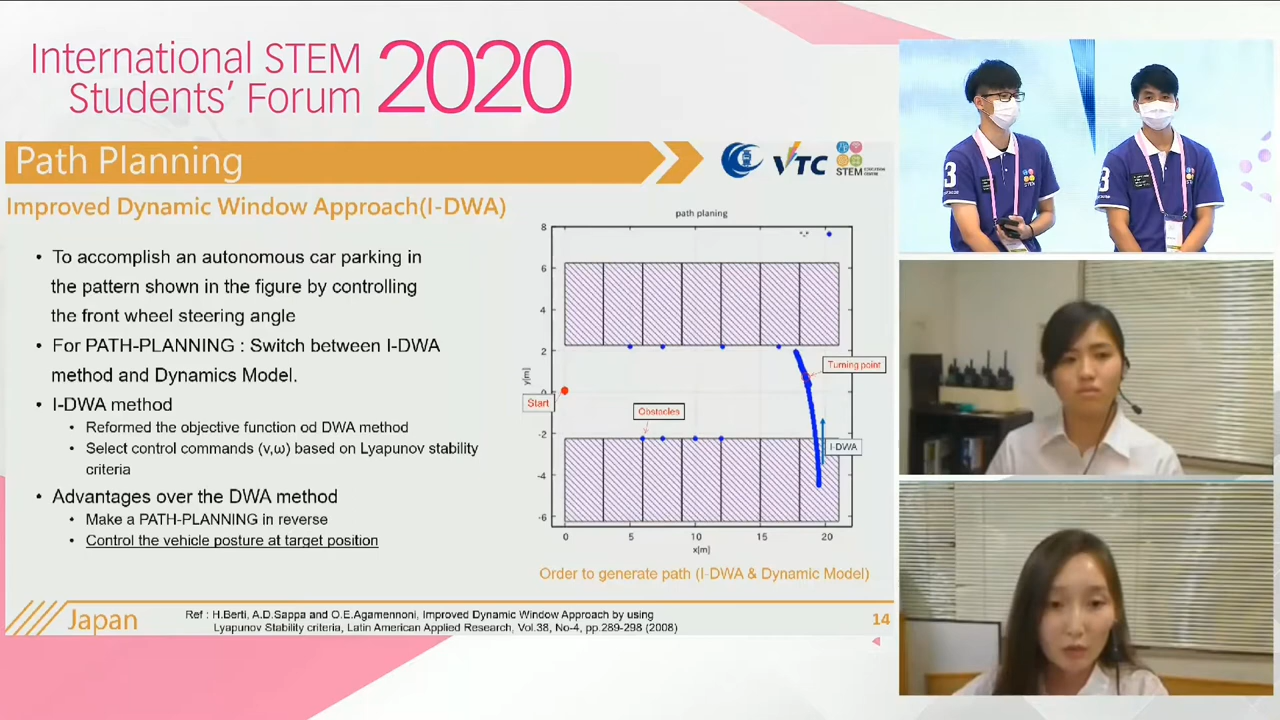 International STEM
Students' Forum
2020
Path Planning
VTC
STEM
Improved Dynamic Window Approach(I-DWA)
• To accomplish an autonomous car parking in
the pattern shown in the figure by controlling
the front wheel steering angle
• For PATH-PLANNING : Switch between I-DWA
method and Dynamics Model.
• I-DWA method
• Reformed the objective function od DWA method
• Select control commands (v,ω) based on Lyapunov stability
criteria
• Advantages over the DWA method
• Make a PATH-PLANNING in reverse
• Control the vehicle posture at target position
path planing
8
6
4
2
0
-2
-4
-6
y[m]
Start
Obstacles
Turning point
I-DWA
0 5 10 15 20
x[m]
Order to generate path (I-DWA & Dynamic Model)
Japan
Ref : H.Berti, A.D.Sappa and O.E.Agamennoni, Improved Dynamic Window Approach by using
Lyapunov Stability criteria, Latin American Applied Research, Vol.38, No-4, pp.289-298 (2008)
14
3
3